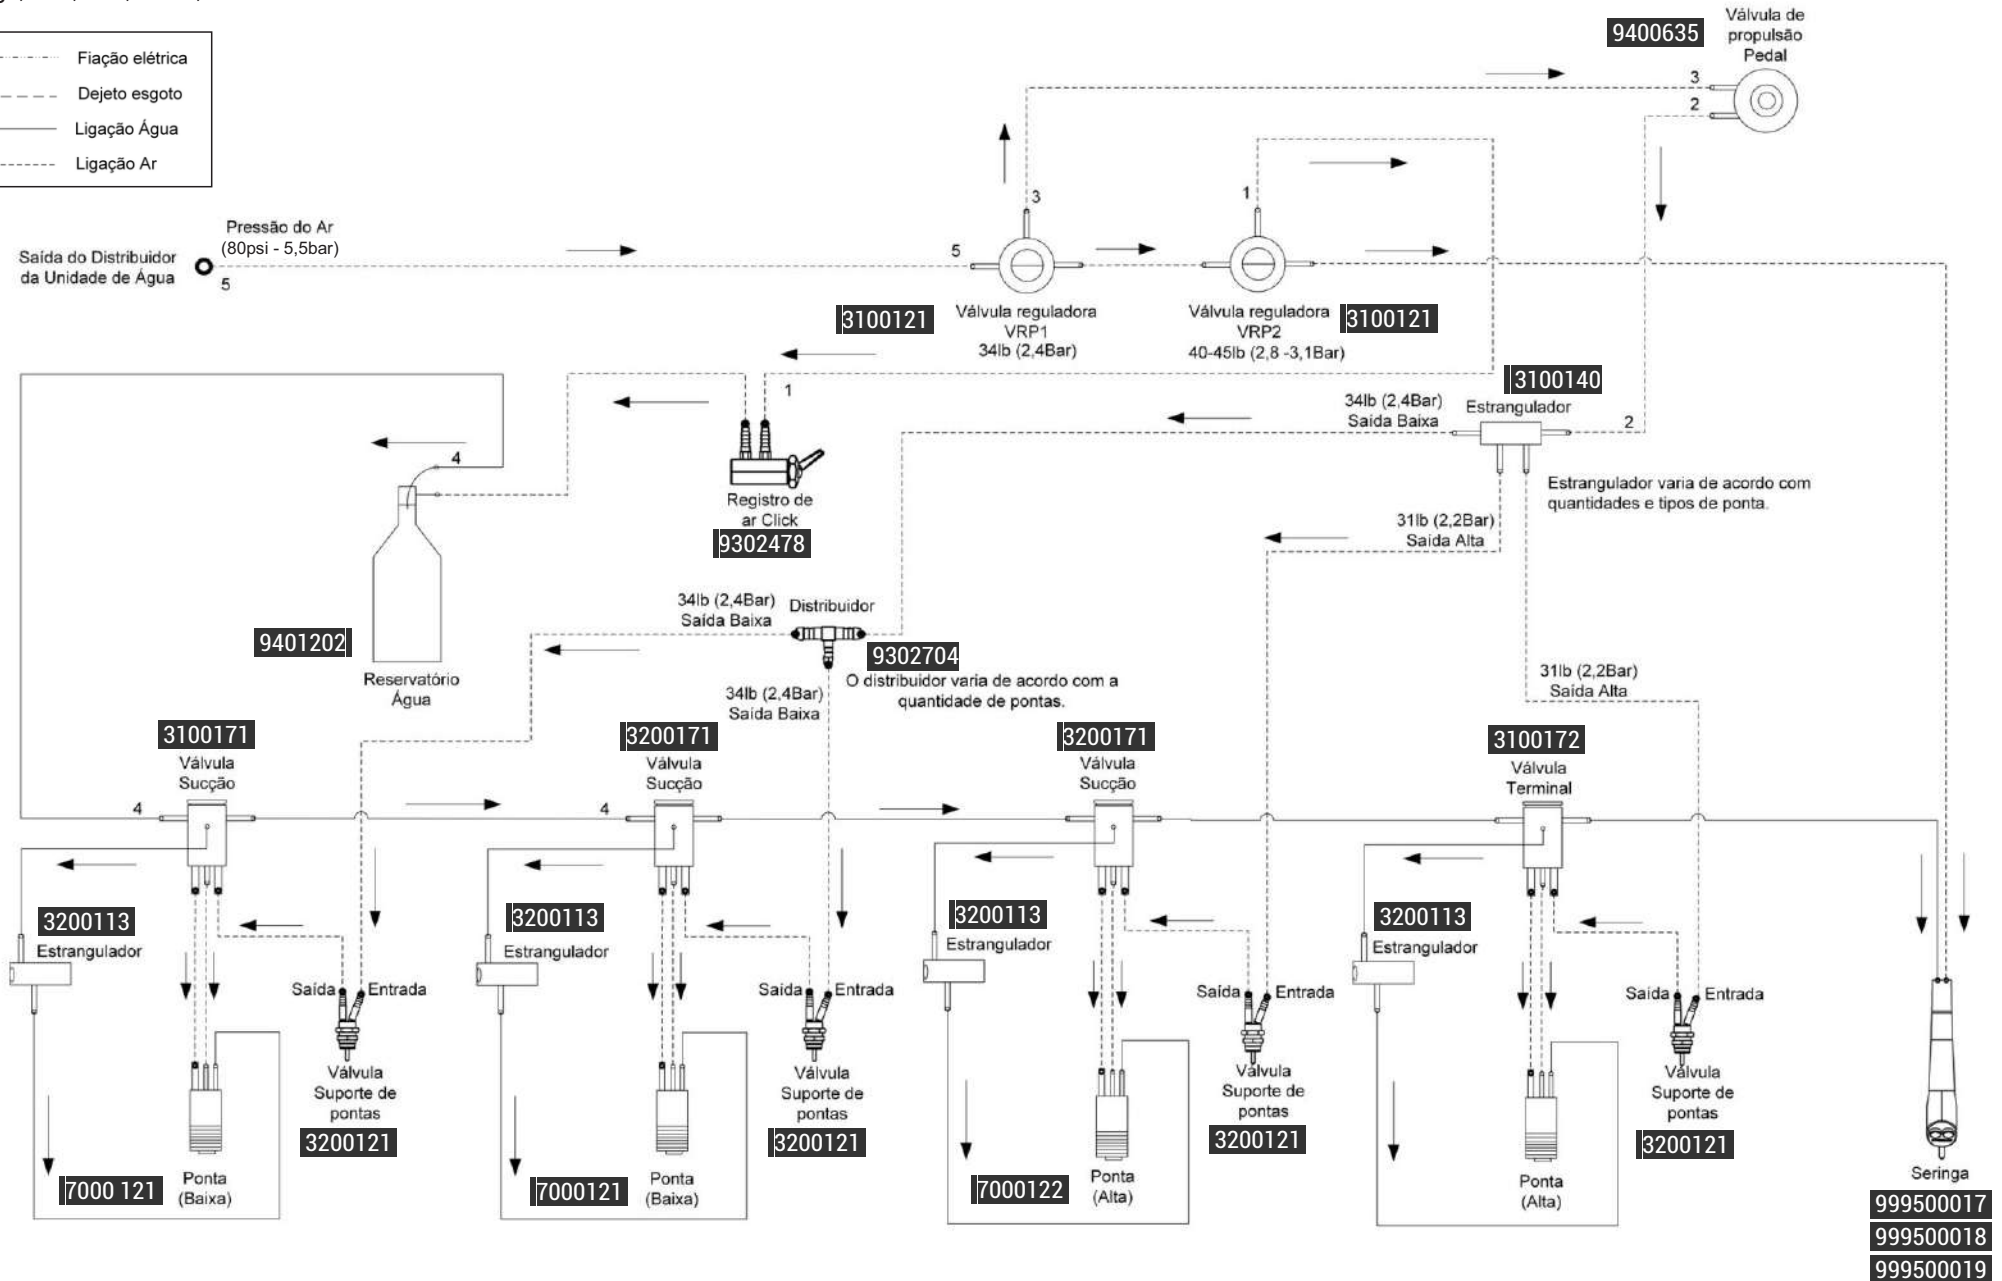 9400635
Válvula de
propulsão
Pedal
Fiação elétrica
Dejeto esgoto
Ligação Água
Ligação Ar
3
2
3
1
Pressão do Ar
(80psi - 5,5bar)
Saída do Distribuidor
da Unidade de Água
5
5
3100121
Válvula reguladora
VRP1
34lb (2,4Bar)
Válvula reguladora
VRP2
40-45lb (2,8 -3,1Bar)
3100121
1
3100140
34lb (2,4Bar)
Saída Baixa
Estrangulador
2
Estrangulador varia de acordo com
quantidades e tipos de ponta.
4
Registro de
ar Click
9302478
31lb (2,2Bar)
Saída Alta
34lb (2,4Bar)
Saída Baixa
Distribuidor
9401202
9302704
Reservatório
Água
O distribuidor varia de acordo com a
quantidade de pontas.
34lb (2,4Bar)
Saída Baixa
31lb (2,2Bar)
Saída Alta
3100171
Válvula
Sucção
3200171
Válvula
Sucção
3200171
Válvula
Sucção
3100172
Válvula
Terminal
4
4
3200113
Estrangulador
3200113
Estrangulador
3200113
Estrangulador
3200113
Estrangulador
Saída
Entrada
Saída
Entrada
Saída
Entrada
Saída
Entrada
Válvula
Suporte de
pontas
3200121
Válvula
Suporte de
pontas
3200121
Válvula
Suporte de
pontas
3200121
Válvula
Suporte de
pontas
3200121
7000 121
Ponta
(Baixa)
7000121
Ponta
(Baixa)
7000122
Ponta
(Alta)
Ponta
(Alta)
Seringa
999500017
999500018
999500019